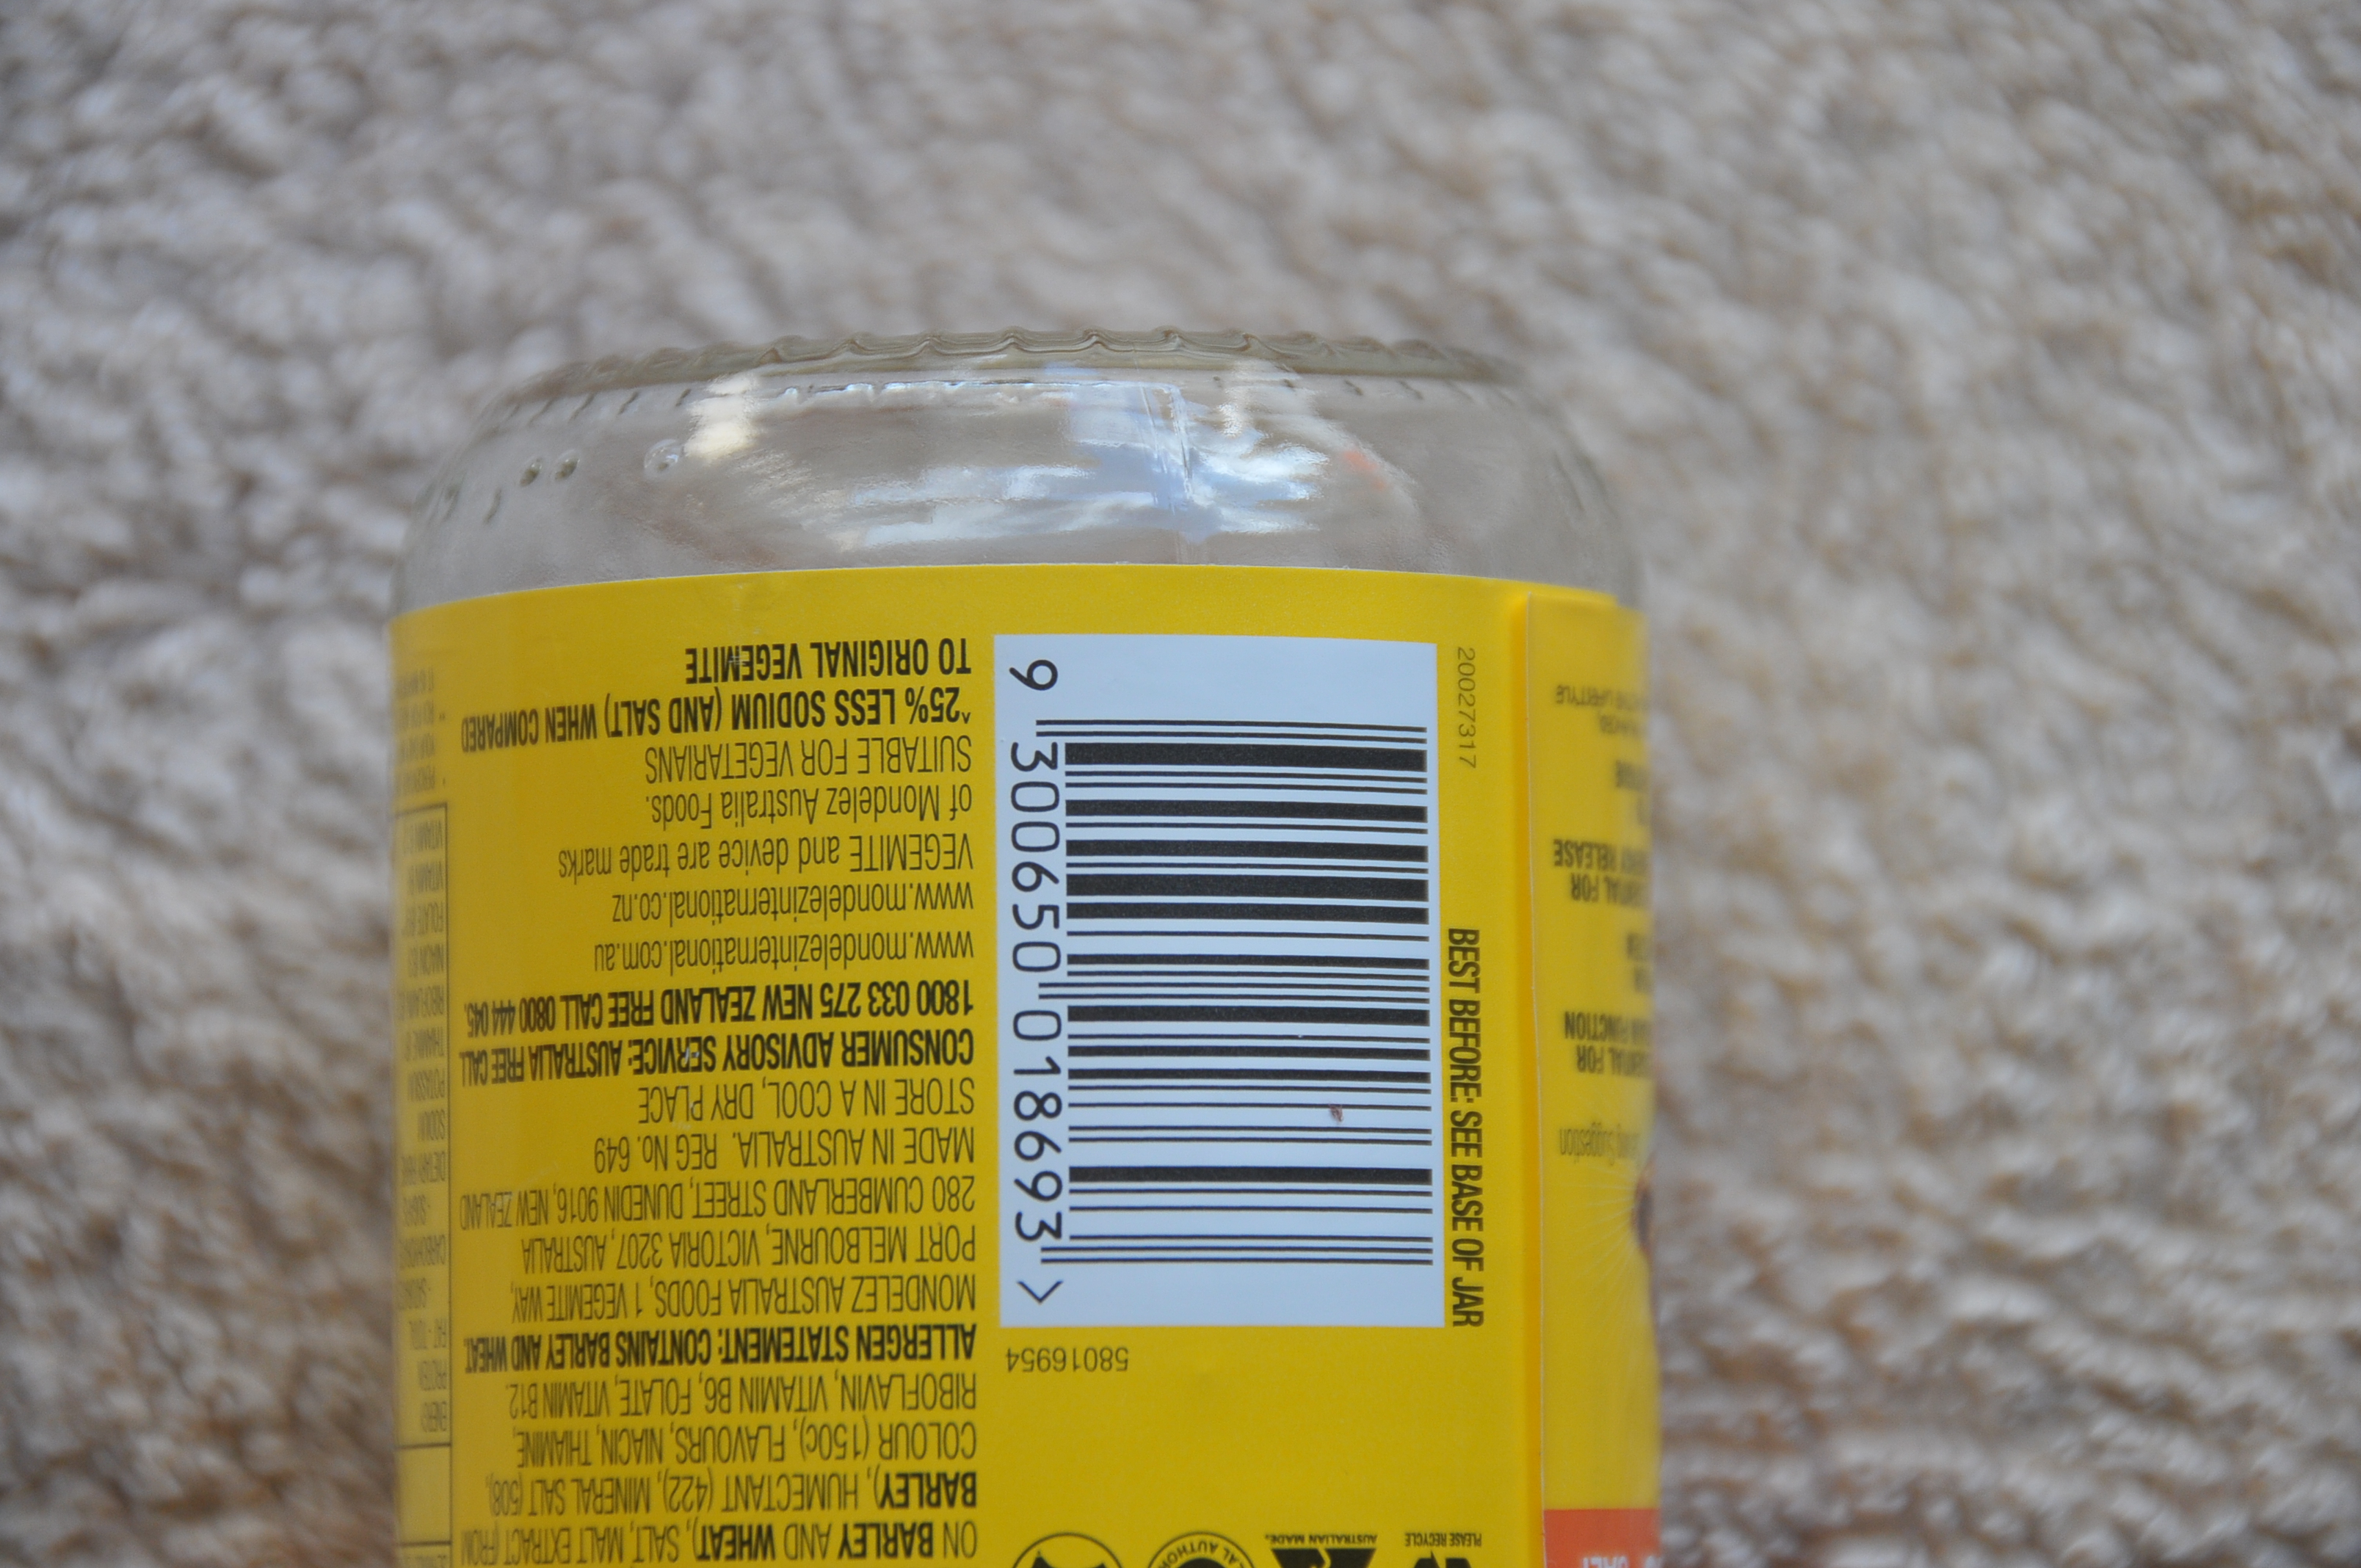 ON BARLEY AND WHEAT), SALT, MALT EXTRACT FROM
BARLEY), HUMECTANT (422), MINERAL SALT (508),
COLOUR (150c), FLAVOURS, NIACIN, THIAMINE,
RIBOFLAVIN, VITAMIN B6, FOLATE, VITAMIN B12.
ALLERGEN STATEMENT: CONTAINS BARLEY AND WHEAT.
MONDELEZ AUSTRALIA FOODS, 1 VEGEMITE WAY,
PORT MELBOURNE, VICTORIA 3207, AUSTRALIA
280 CUMBERLAND STREET, DUNEDIN 9016, NEW ZEALAND
MADE IN AUSTRALIA. REG No. 649
STORE IN A COOL, DRY PLACE
CONSUMER ADVISORY SERVICE: AUSTRALIA FREE CALL
1800 033 275 NEW ZEALAND FREE CALL 0800 444 045.
www.mondelezinternational.com.au
www.mondelezinternational.co.nz
VEGEMITE and device are trade marks
of Mondelez Australia Foods.
SUITABLE FOR VEGETARIANS
^25% LESS SODIUM (AND SALT) WHEN COMPARED
TO ORIGINAL VEGEMITE
PLEASE RECYCLE
AUSTRALIAN MADE
58016954
9 300650 018693 >
BEST BEFORE: SEE BASE OF JAR
20027317
FUNCTION
FOR
RELEASE